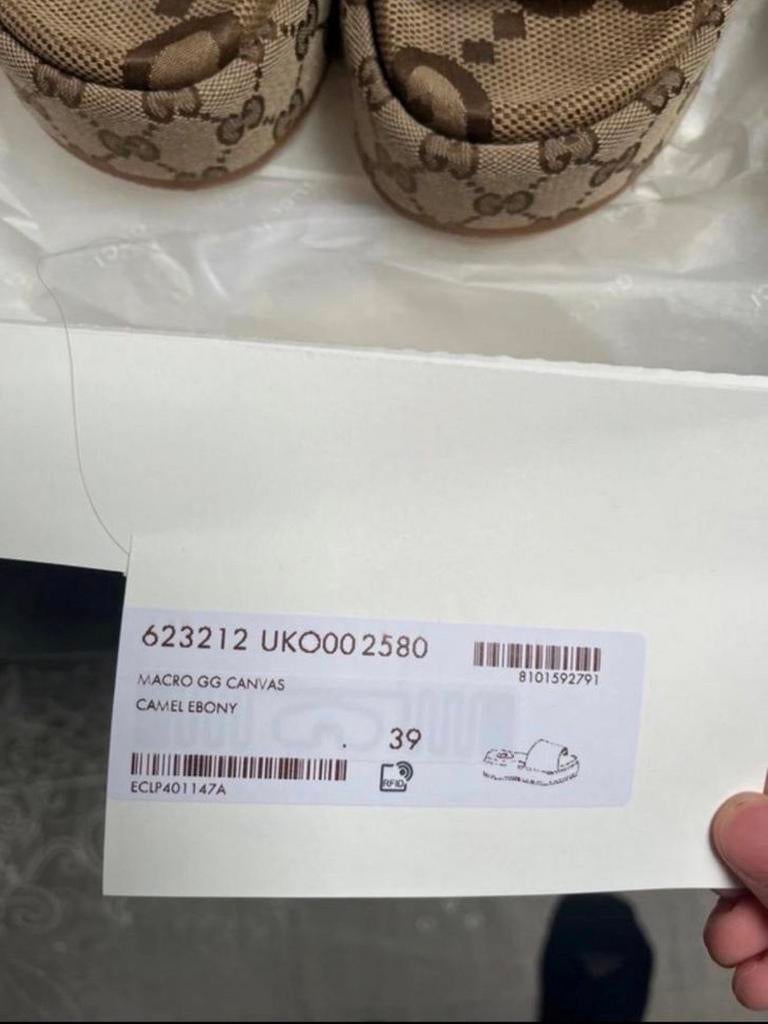 623212 UKO00 2580
8101592791
MACRO GG CANVAS
CAMEL EBONY
39
RFID
ECLP401147A